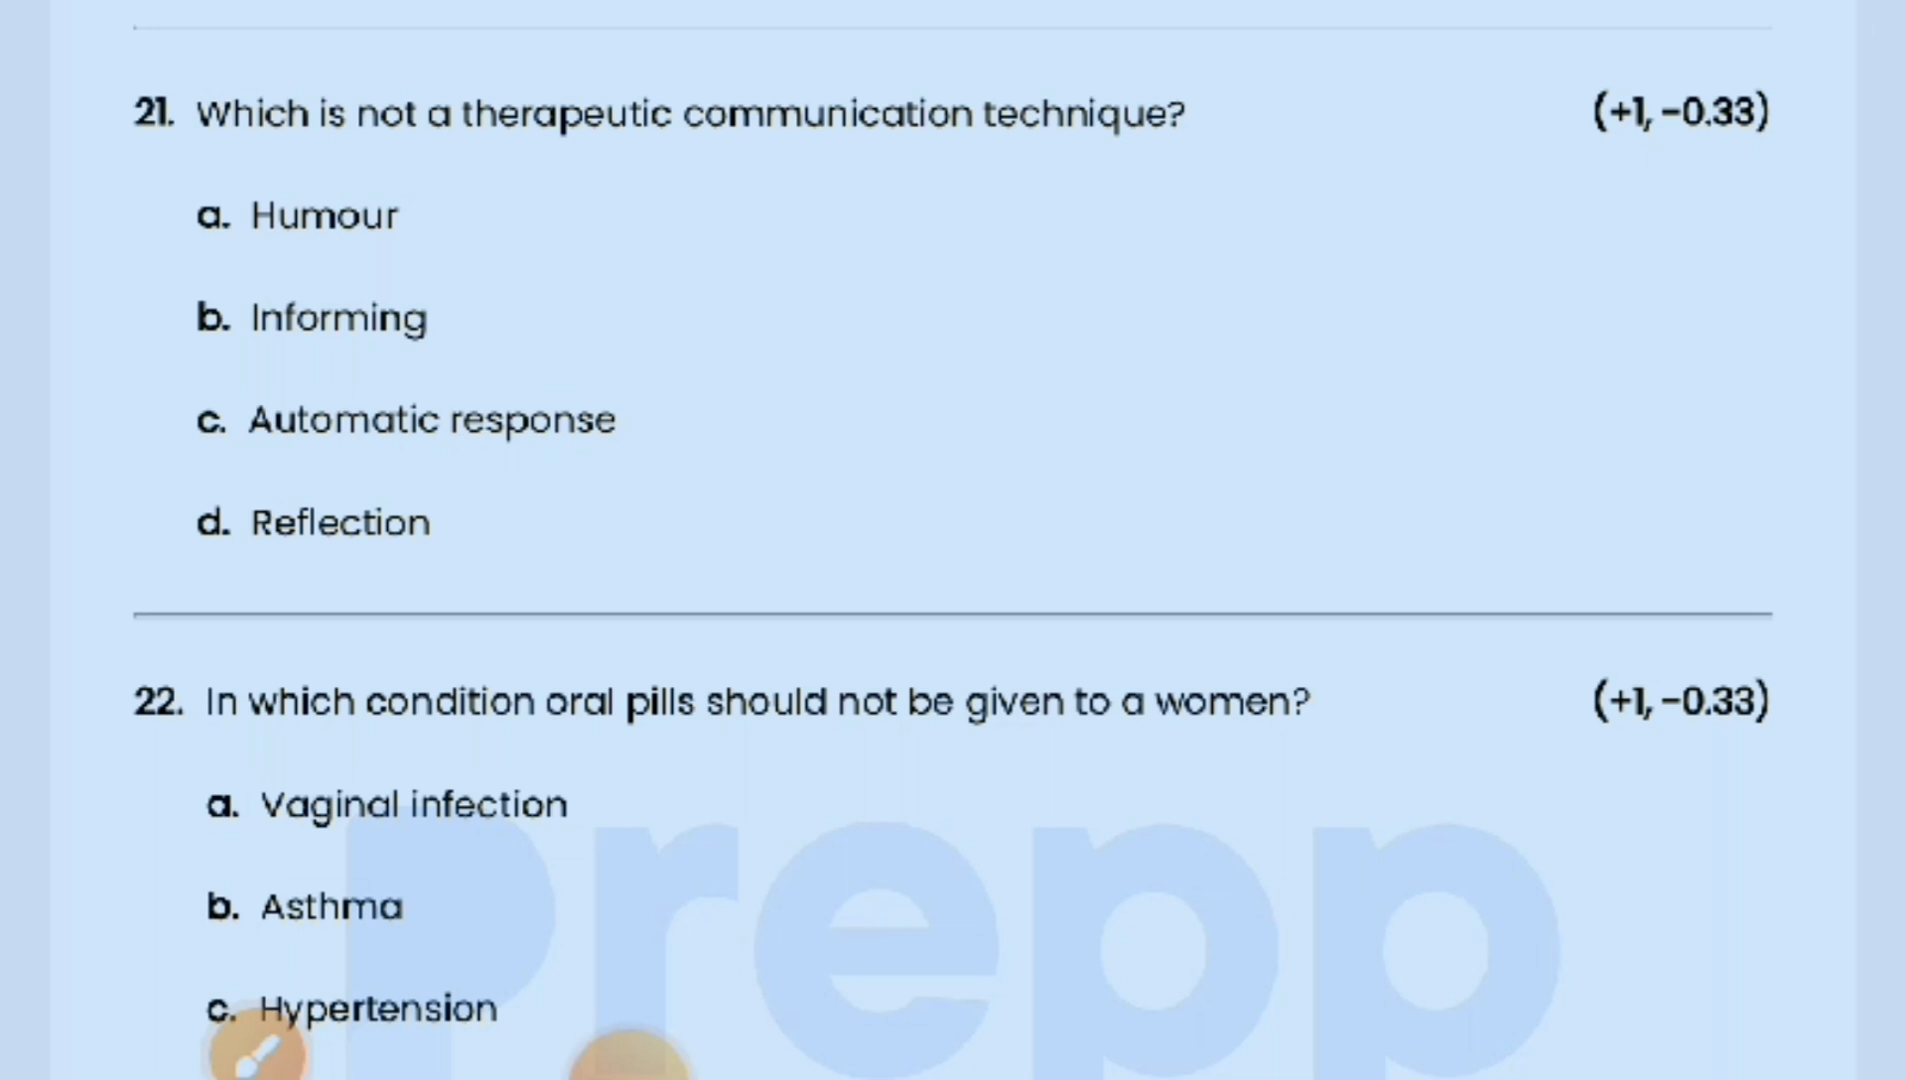 21. Which is not a therapeutic communication technique? (+1, -0.33)
a. Humour
b. Informing
c. Automatic response
d. Reflection
22. In which condition oral pills should not be given to a women? (+1, -0.33)
a. Vaginal infection
b. Asthma
c. Hypertension
Prepp